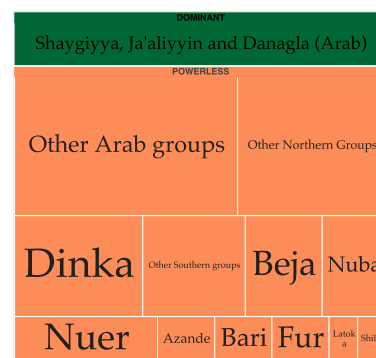 DOMINANT
Shaygiyya, Ja'aliyyin and Danagla (Arab)
POWERLESS
Other Arab groups
Other Northern Groups
Dinka
Other Southern groups
Beja
Nuba
Nuer
Azande
Bari
Fur
Latok
a